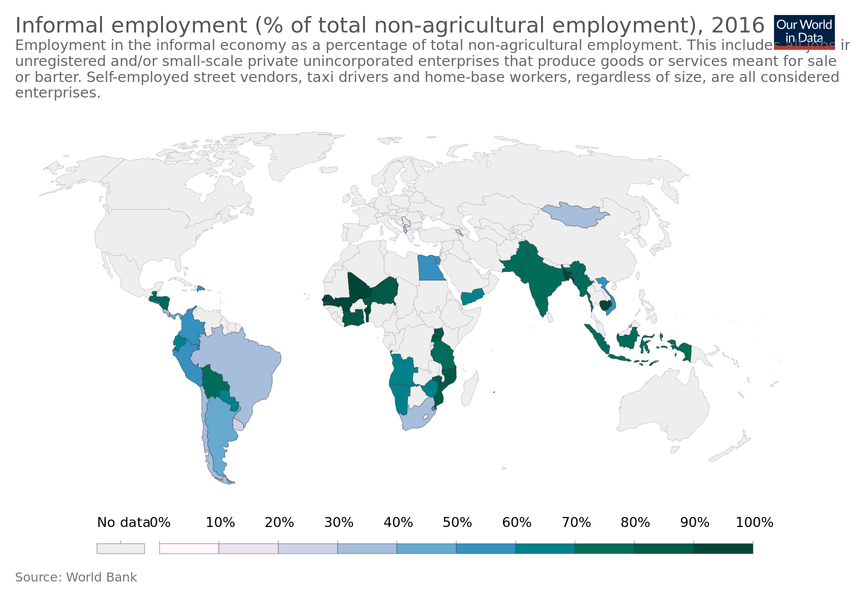 Informal employment (% of total non-agricultural employment), 2016
Our World
in Data
Employment in the informal economy as a percentage of total non-agricultural employment. This includes all jobs in
unregistered and/or small-scale private unincorporated enterprises that produce goods or services meant for sale
or barter. Self-employed street vendors, taxi drivers and home-base workers, regardless of size, are all considered
enterprises.
No data 0% 10% 20% 30% 40% 50% 60% 70% 80% 90% 100%
Source: World Bank